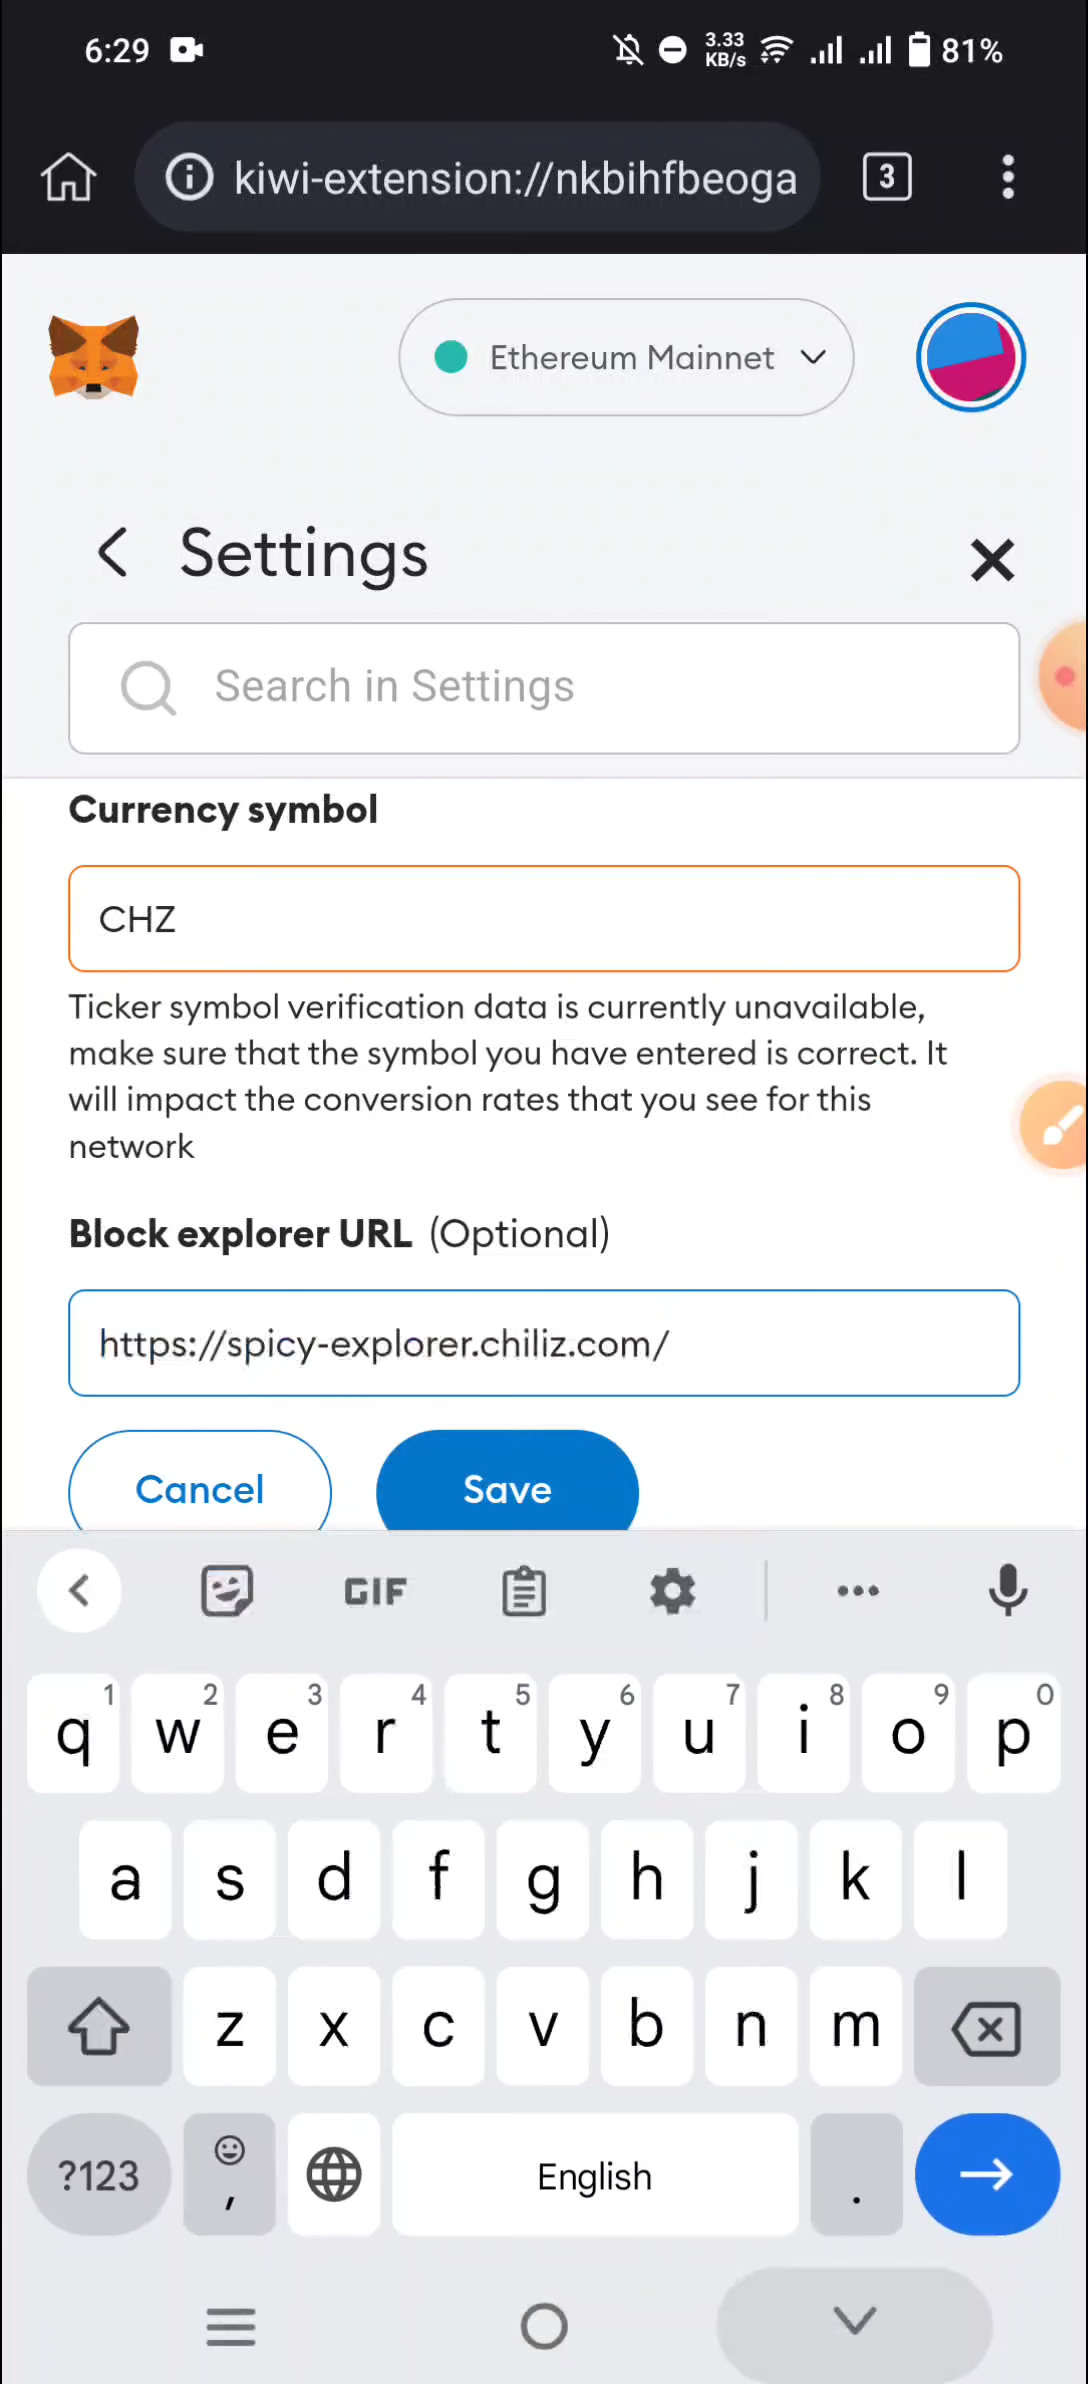 6:29 3.33 KB/s 81%
kiwi-extension://nkbihfbeoga 3
Ethereum Mainnet
Settings
Search in Settings
Currency symbol
CHZ
Ticker symbol verification data is currently unavailable,
make sure that the symbol you have entered is correct. It
will impact the conversion rates that you see for this
network
Block explorer URL (Optional)
https://spicy-explorer.chiliz.com/
Cancel Save
GIF
q 1 w 2 e 3 r 4 t 5 y 6 u 7 i 8 o 9 p 0
a s d f g h j k l
z x c v b n m
?123 , English .